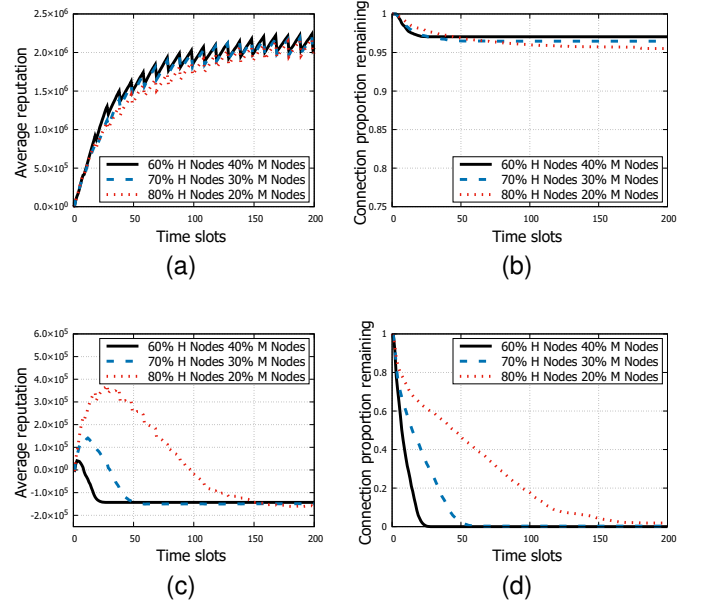 Average reputation
2.5×10⁶
2.0×10⁶
1.5×10⁶
1.0×10⁶
5.0×10⁵
0.0×10⁰
60% H Nodes 40% M Nodes
70% H Nodes 30% M Nodes
80% H Nodes 20% M Nodes
0 50 100 150 200
Time slots
(a)
Connection proportion remaining
1
0.95
0.9
0.85
0.8
0.75
60% H Nodes 40% M Nodes
70% H Nodes 30% M Nodes
80% H Nodes 20% M Nodes
0 50 100 150 200
Time slots
(b)
Average reputation
6.0×10⁵
5.0×10⁵
4.0×10⁵
3.0×10⁵
2.0×10⁵
1.0×10⁵
0.0×10⁰
-1.0×10⁵
-2.0×10⁵
60% H Nodes 40% M Nodes
70% H Nodes 30% M Nodes
80% H Nodes 20% M Nodes
0 50 100 150 200
Time slots
(c)
Connection proportion remaining
1
0.8
0.6
0.4
0.2
0
60% H Nodes 40% M Nodes
70% H Nodes 30% M Nodes
80% H Nodes 20% M Nodes
0 50 100 150 200
Time slots
(d)